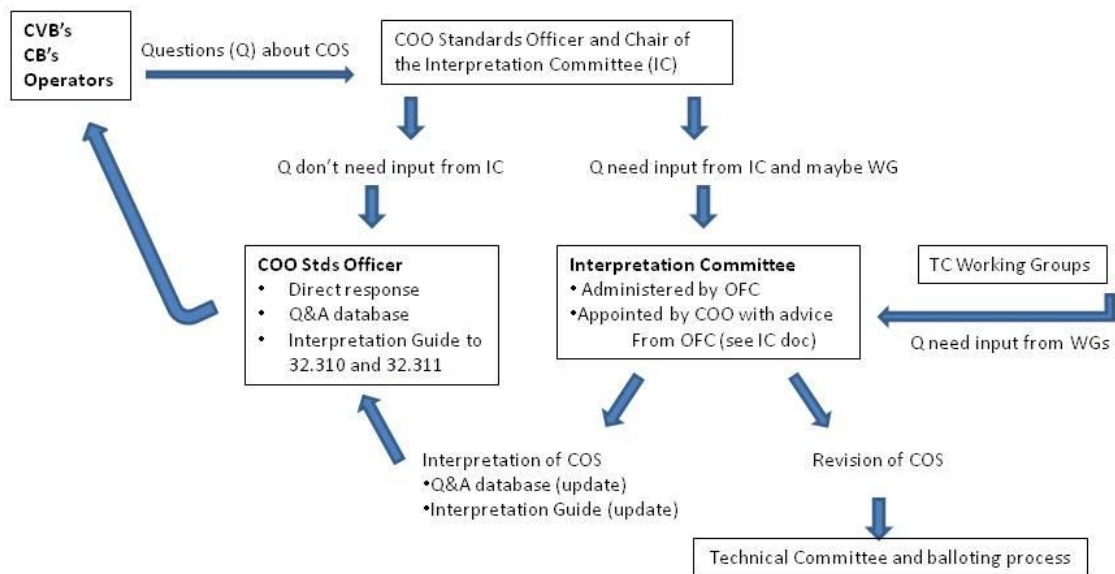 CVB's
CB's
Operators
Questions (Q) about COS
COO Standards Officer and Chair of
the Interpretation Committee (IC)
Q don't need input from IC
Q need input from IC and maybe WG
COO Stds Officer
• Direct response
• Q&A database
• Interpretation Guide to
32.310 and 32.311
Interpretation Committee
• Administered by OFC
•Appointed by COO with advice
From OFC (see IC doc)
TC Working Groups
Q need input from WGs
Interpretation of COS
•Q&A database (update)
•Interpretation Guide (update)
Revision of COS
Technical Committee and balloting process